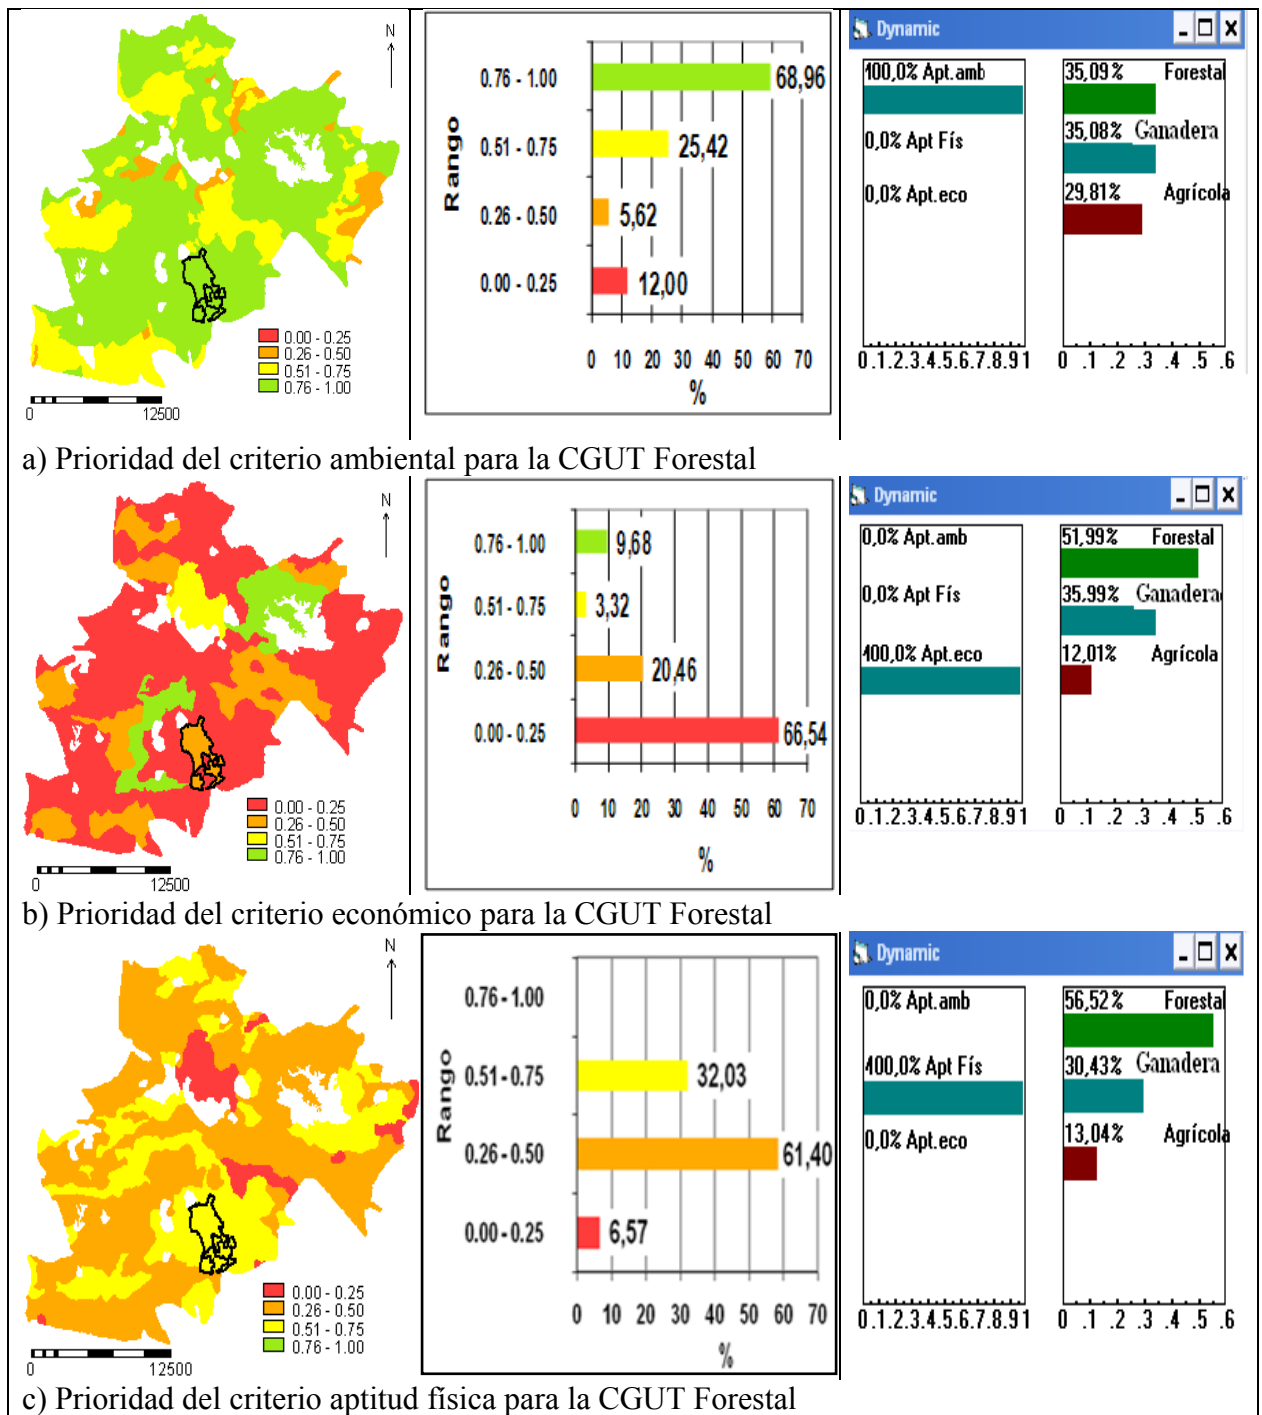 N
0.00 - 0.25
0.26 - 0.50
0.51 - 0.75
0.76 - 1.00
0 12500
Rango
0.76 - 1.00 68,96
0.51 - 0.75 25,42
0.26 - 0.50 5,62
0.00 - 0.25 12,00
0 10 20 30 40 50 60 70
%
Dynamic
100,0% Apt.amb
0,0% Apt Fís
0,0% Apt.eco
0.1.2.3.4.5.6.7.8.91
35,09% Forestal
35,08% Ganadera
29,81% Agrícola
0 .1 .2 .3 .4 .5 .6
a) Prioridad del criterio ambiental para la CGUT Forestal
N
0.00 - 0.25
0.26 - 0.50
0.51 - 0.75
0.76 - 1.00
0 12500
Rango
0.76 - 1.00 9,68
0.51 - 0.75 3,32
0.26 - 0.50 20,46
0.00 - 0.25 66,54
0 10 20 30 40 50 60 70
%
Dynamic
0,0% Apt.amb
0,0% Apt Fís
100,0% Apt.eco
0.1.2.3.4.5.6.7.8.91
51,99% Forestal
35,99% Ganadera
12,01% Agrícola
0 .1 .2 .3 .4 .5 .6
b) Prioridad del criterio económico para la CGUT Forestal
N
0.00 - 0.25
0.26 - 0.50
0.51 - 0.75
0.76 - 1.00
0 12500
Rango
0.76 - 1.00
0.51 - 0.75 32,03
0.26 - 0.50 61,40
0.00 - 0.25 6,57
0 10 20 30 40 50 60 70
%
Dynamic
0,0% Apt.amb
100,0% Apt Fís
0,0% Apt.eco
0.1.2.3.4.5.6.7.8.91
56,52% Forestal
30,43% Ganadera
13,04% Agrícola
0 .1 .2 .3 .4 .5 .6
c) Prioridad del criterio aptitud física para la CGUT Forestal